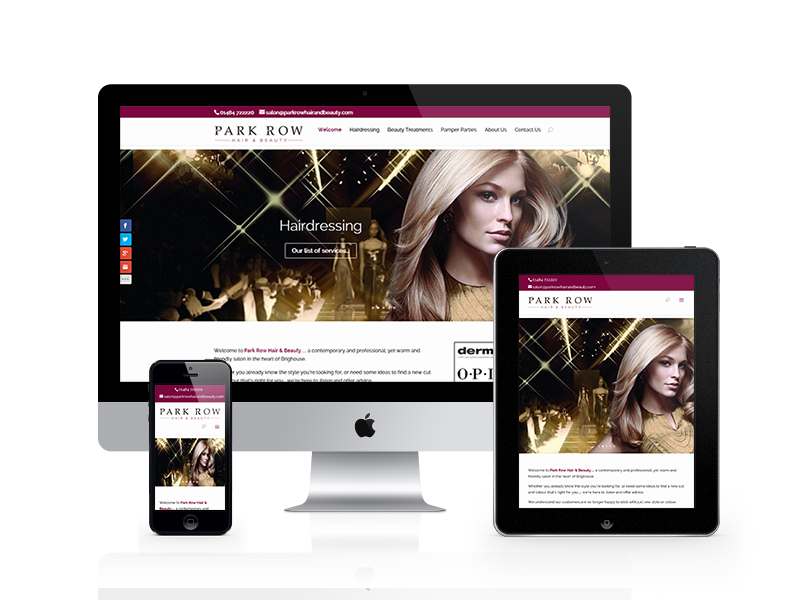 01484 722220 salon@parkrowhairandbeauty.com
PARK ROW
HAIR & BEAUTY
Welcome Hairdressing Beauty Treatments Pamper Parties About Us Contact Us
Hairdressing
Our list of services...
Welcome to Park Row Hair & Beauty... a contemporary and professional, yet warm and
friendly salon in the heart of Brighouse.
you already know the style you're looking for, or need some ideas to find a new cut
that's right for you... we're here to listen and offer advice.
derm
O·P·I
01484 722220
salon@parkrowhairandbeauty.com
PARK ROW
HAIR & BEAUTY
Welcome to Park Row Hair &
Beauty... a contemporary and
01484 722220
salon@parkrowhairandbeauty.com
PARK ROW
HAIR & BEAUTY
Welcome to Park Row Hair & Beauty... a contemporary and professional, yet warm and
friendly salon in the heart of Brighouse.
Whether you already know the style you're looking for, or need some ideas to find a new cut
and colour that's right for you... we're here to listen and offer advice.
We understand our customers are no longer happy to stick with just one style or colour